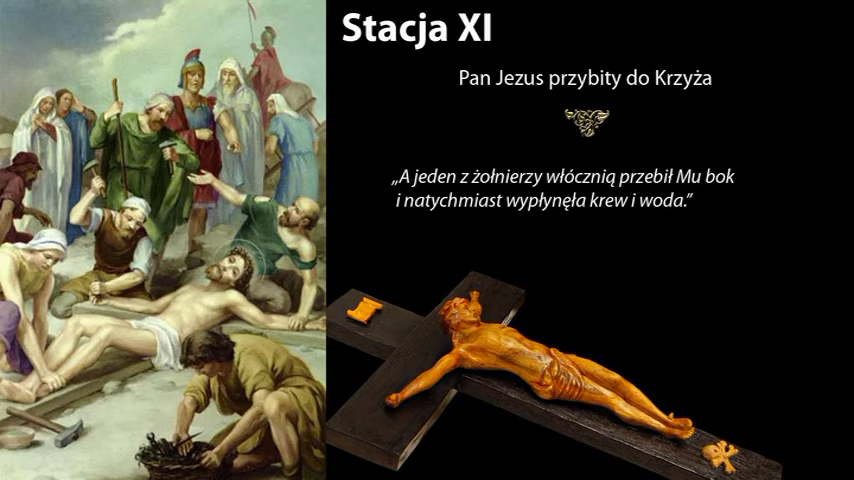 Stacja XI
Pan Jezus przybity do Krzyża
„A jeden z żołnierzy włócznią przebił Mu bok
i natychmiast wypłynęła krew i woda.”